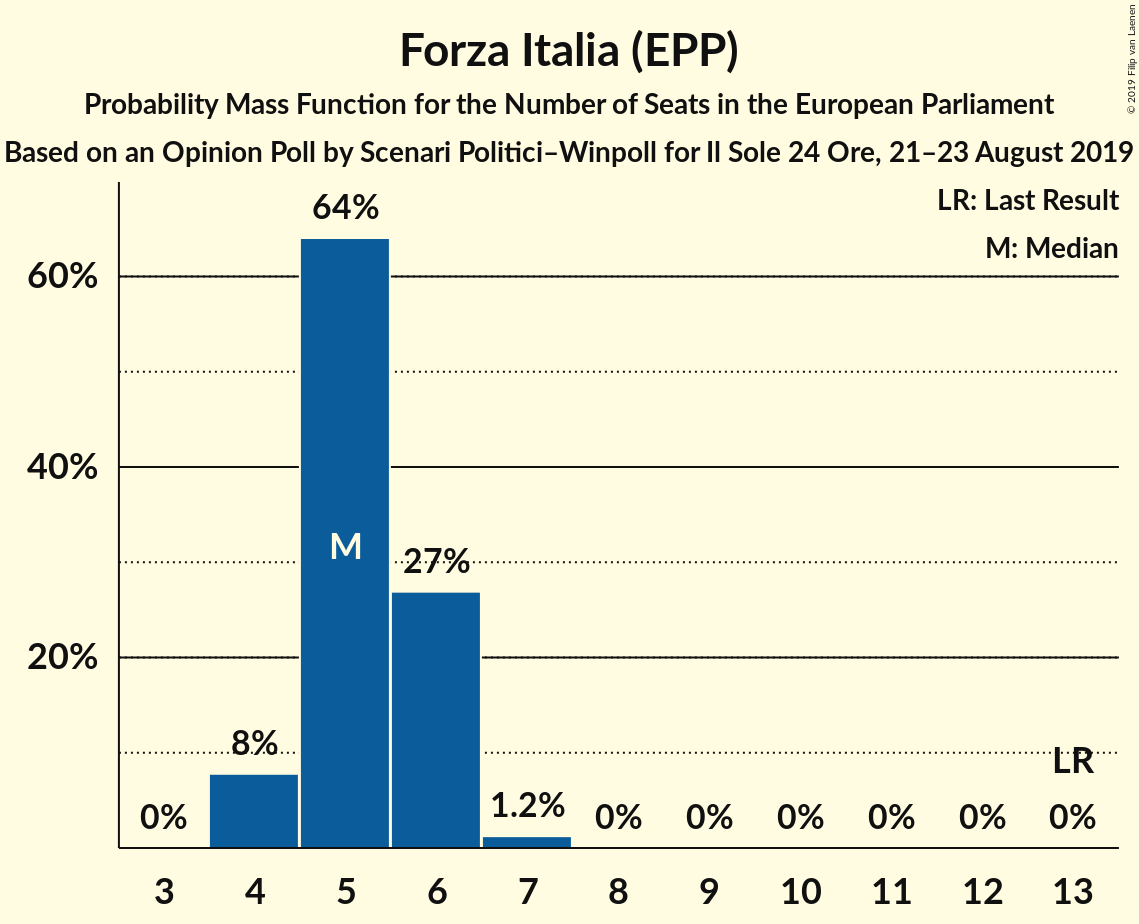 Forza Italia (EPP)
Probability Mass Function for the Number of Seats in the European Parliament
Based on an Opinion Poll by Scenari Politici–Winpoll for Il Sole 24 Ore, 21–23 August 2019
© 2019 Filip van Laenen
LR: Last Result
M: Median
60%
40%
20%
0%
8%
64%
M
27%
1.2%
0%
0%
0%
0%
0%
LR
0%
3 4 5 6 7 8 9 10 11 12 13